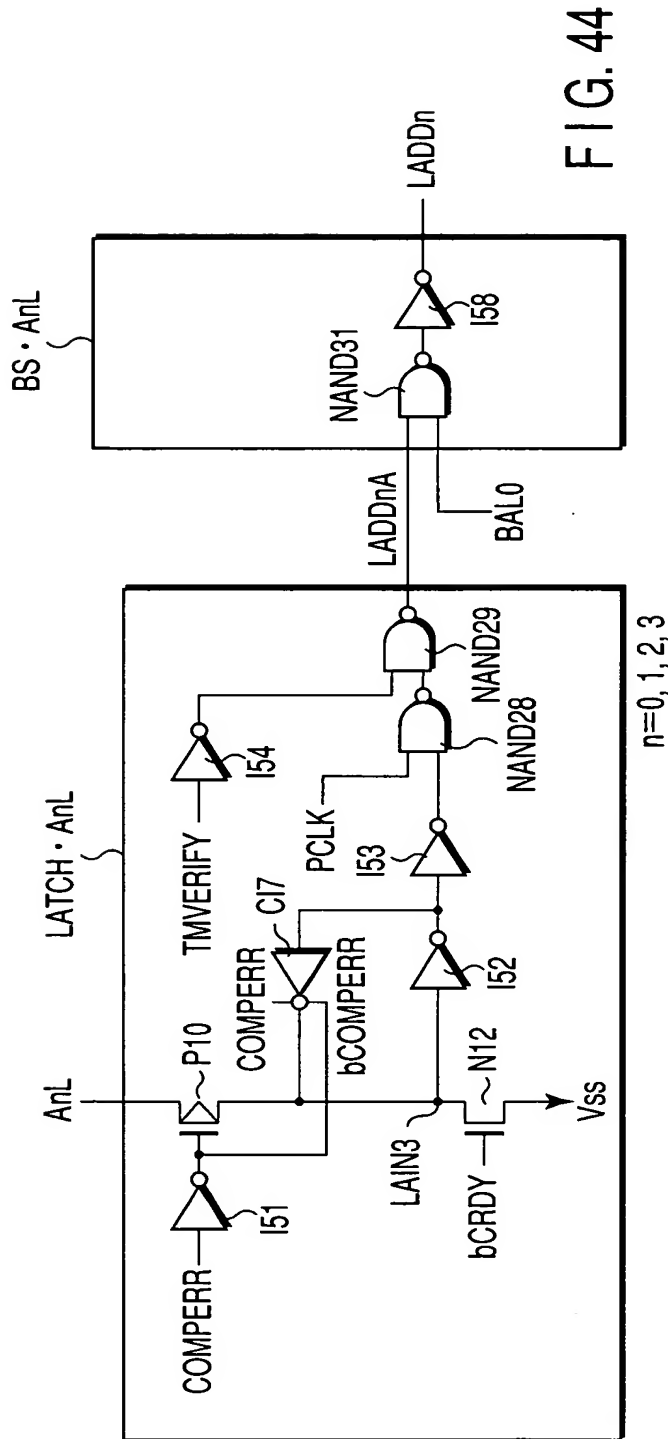 LATCH・AnL
BS・AnL
AnL
COMPERR
I51
P10
COMPERR
bCOMPERR
CI7
TMVERIFY
I54
PCLK
LAIN3
bCRDY
N12
Vss
I52
I53
NAND28
NAND29
LADDnA
BAL0
NAND31
I58
LADDn
n=0, 1, 2, 3
FIG. 44